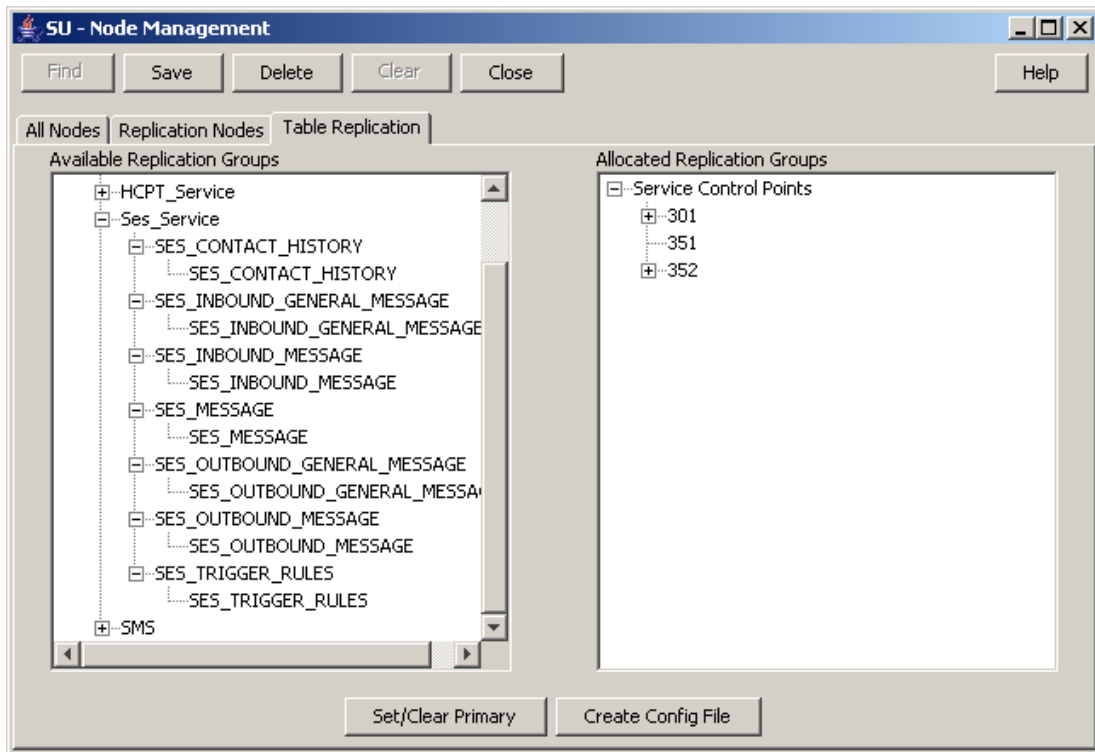 SU - Node Management
Find Save Delete Clear Close Help
All Nodes Replication Nodes Table Replication
Available Replication Groups
HCPT_Service
Ses_Service
SES_CONTACT_HISTORY
SES_CONTACT_HISTORY
SES_INBOUND_GENERAL_MESSAGE
SES_INBOUND_GENERAL_MESSAGE
SES_INBOUND_MESSAGE
SES_INBOUND_MESSAGE
SES_MESSAGE
SES_MESSAGE
SES_OUTBOUND_GENERAL_MESSAGE
SES_OUTBOUND_GENERAL_MESSA
SES_OUTBOUND_MESSAGE
SES_OUTBOUND_MESSAGE
SES_TRIGGER_RULES
SES_TRIGGER_RULES
SMS
Allocated Replication Groups
Service Control Points
301
351
352
Set/Clear Primary Create Config File